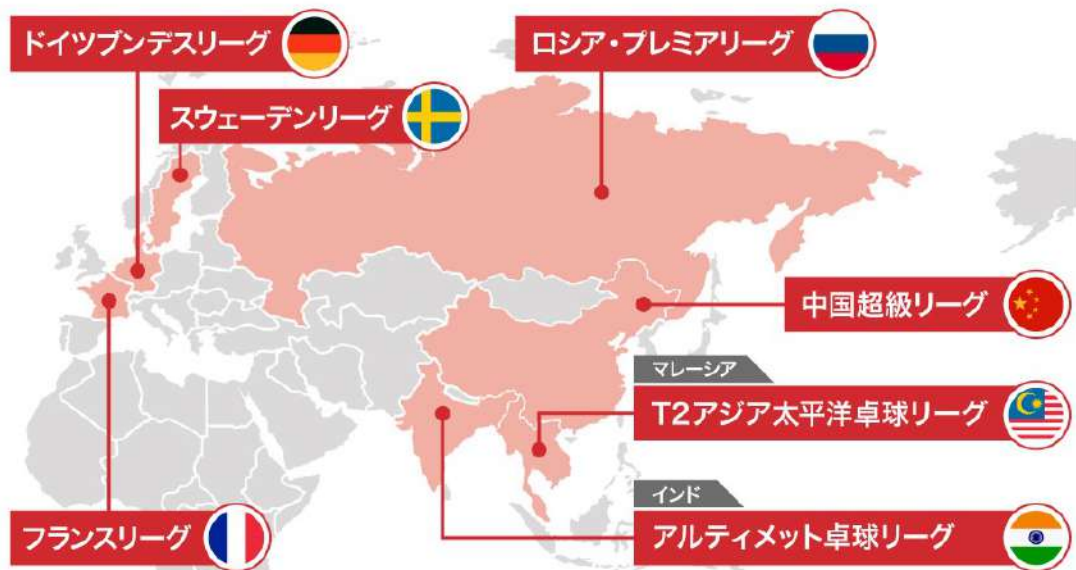 ドイツブンデスリーグ
ロシア・プレミアリーグ
スウェーデンリーグ
中国超級リーグ
マレーシア
T2アジア太平洋卓球リーグ
インド
アルティメット卓球リーグ
フランスリーグ